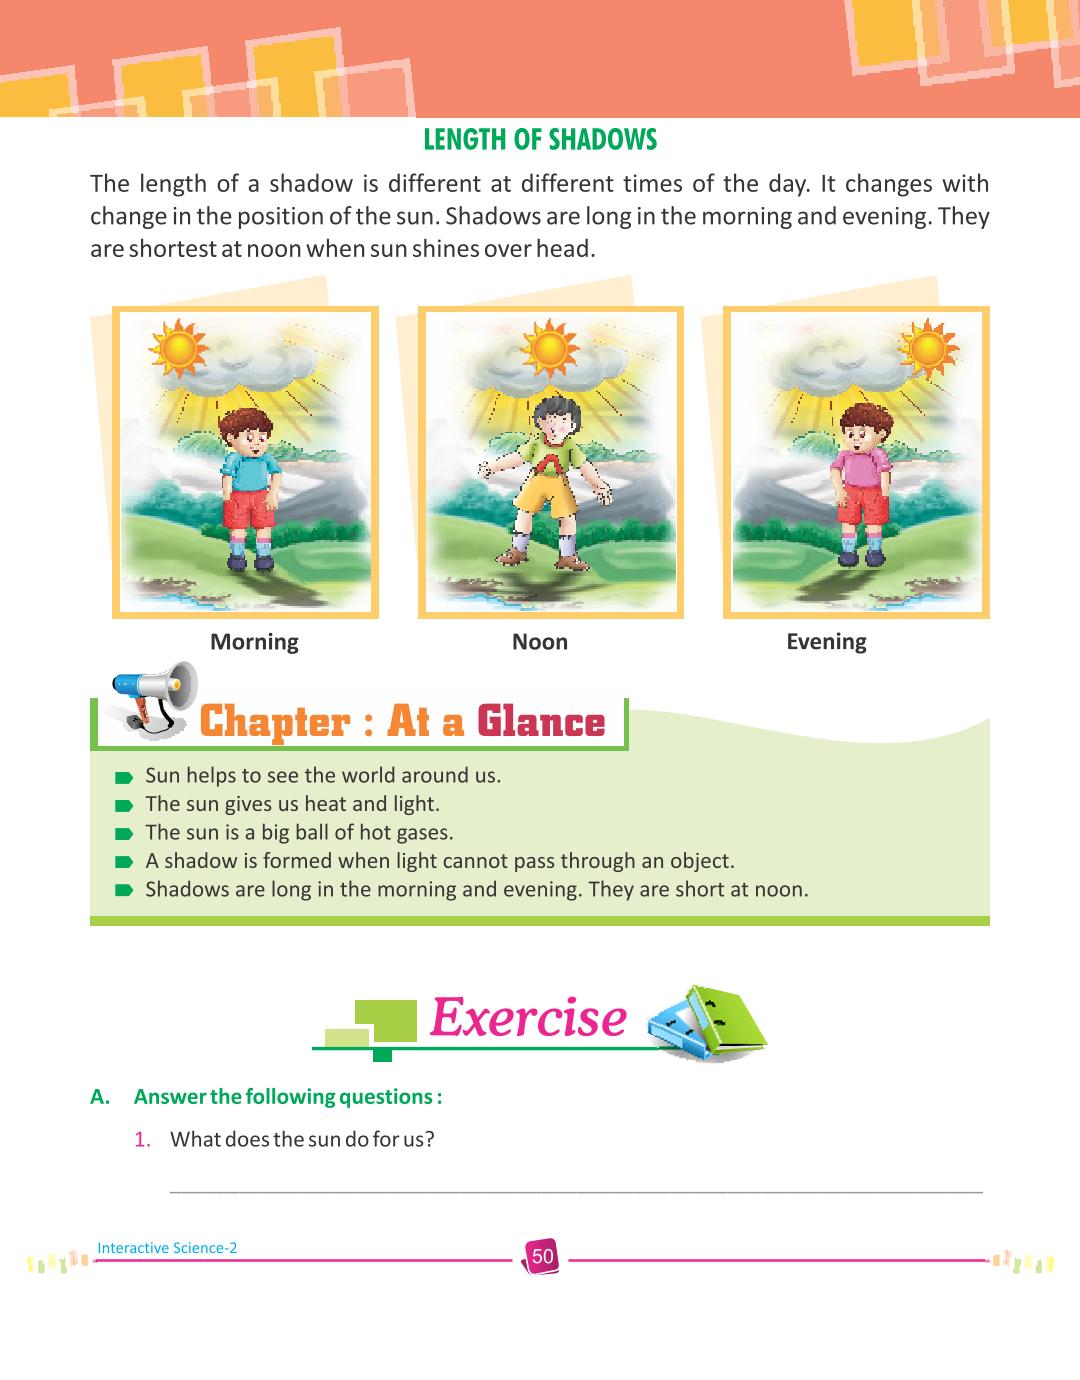 LENGTH OF SHADOWS
The length of a shadow is different at different times of the day. It changes with
change in the position of the sun. Shadows are long in the morning and evening. They
are shortest at noon when sun shines over head.
Morning
Noon
Evening
Chapter : At a Glance
Sun helps to see the world around us.
The sun gives us heat and light.
The sun is a big ball of hot gases.
A shadow is formed when light cannot pass through an object.
Shadows are long in the morning and evening. They are short at noon.
Exercise
A. Answer the following questions :
1. What does the sun do for us?
Interactive Science-2
50